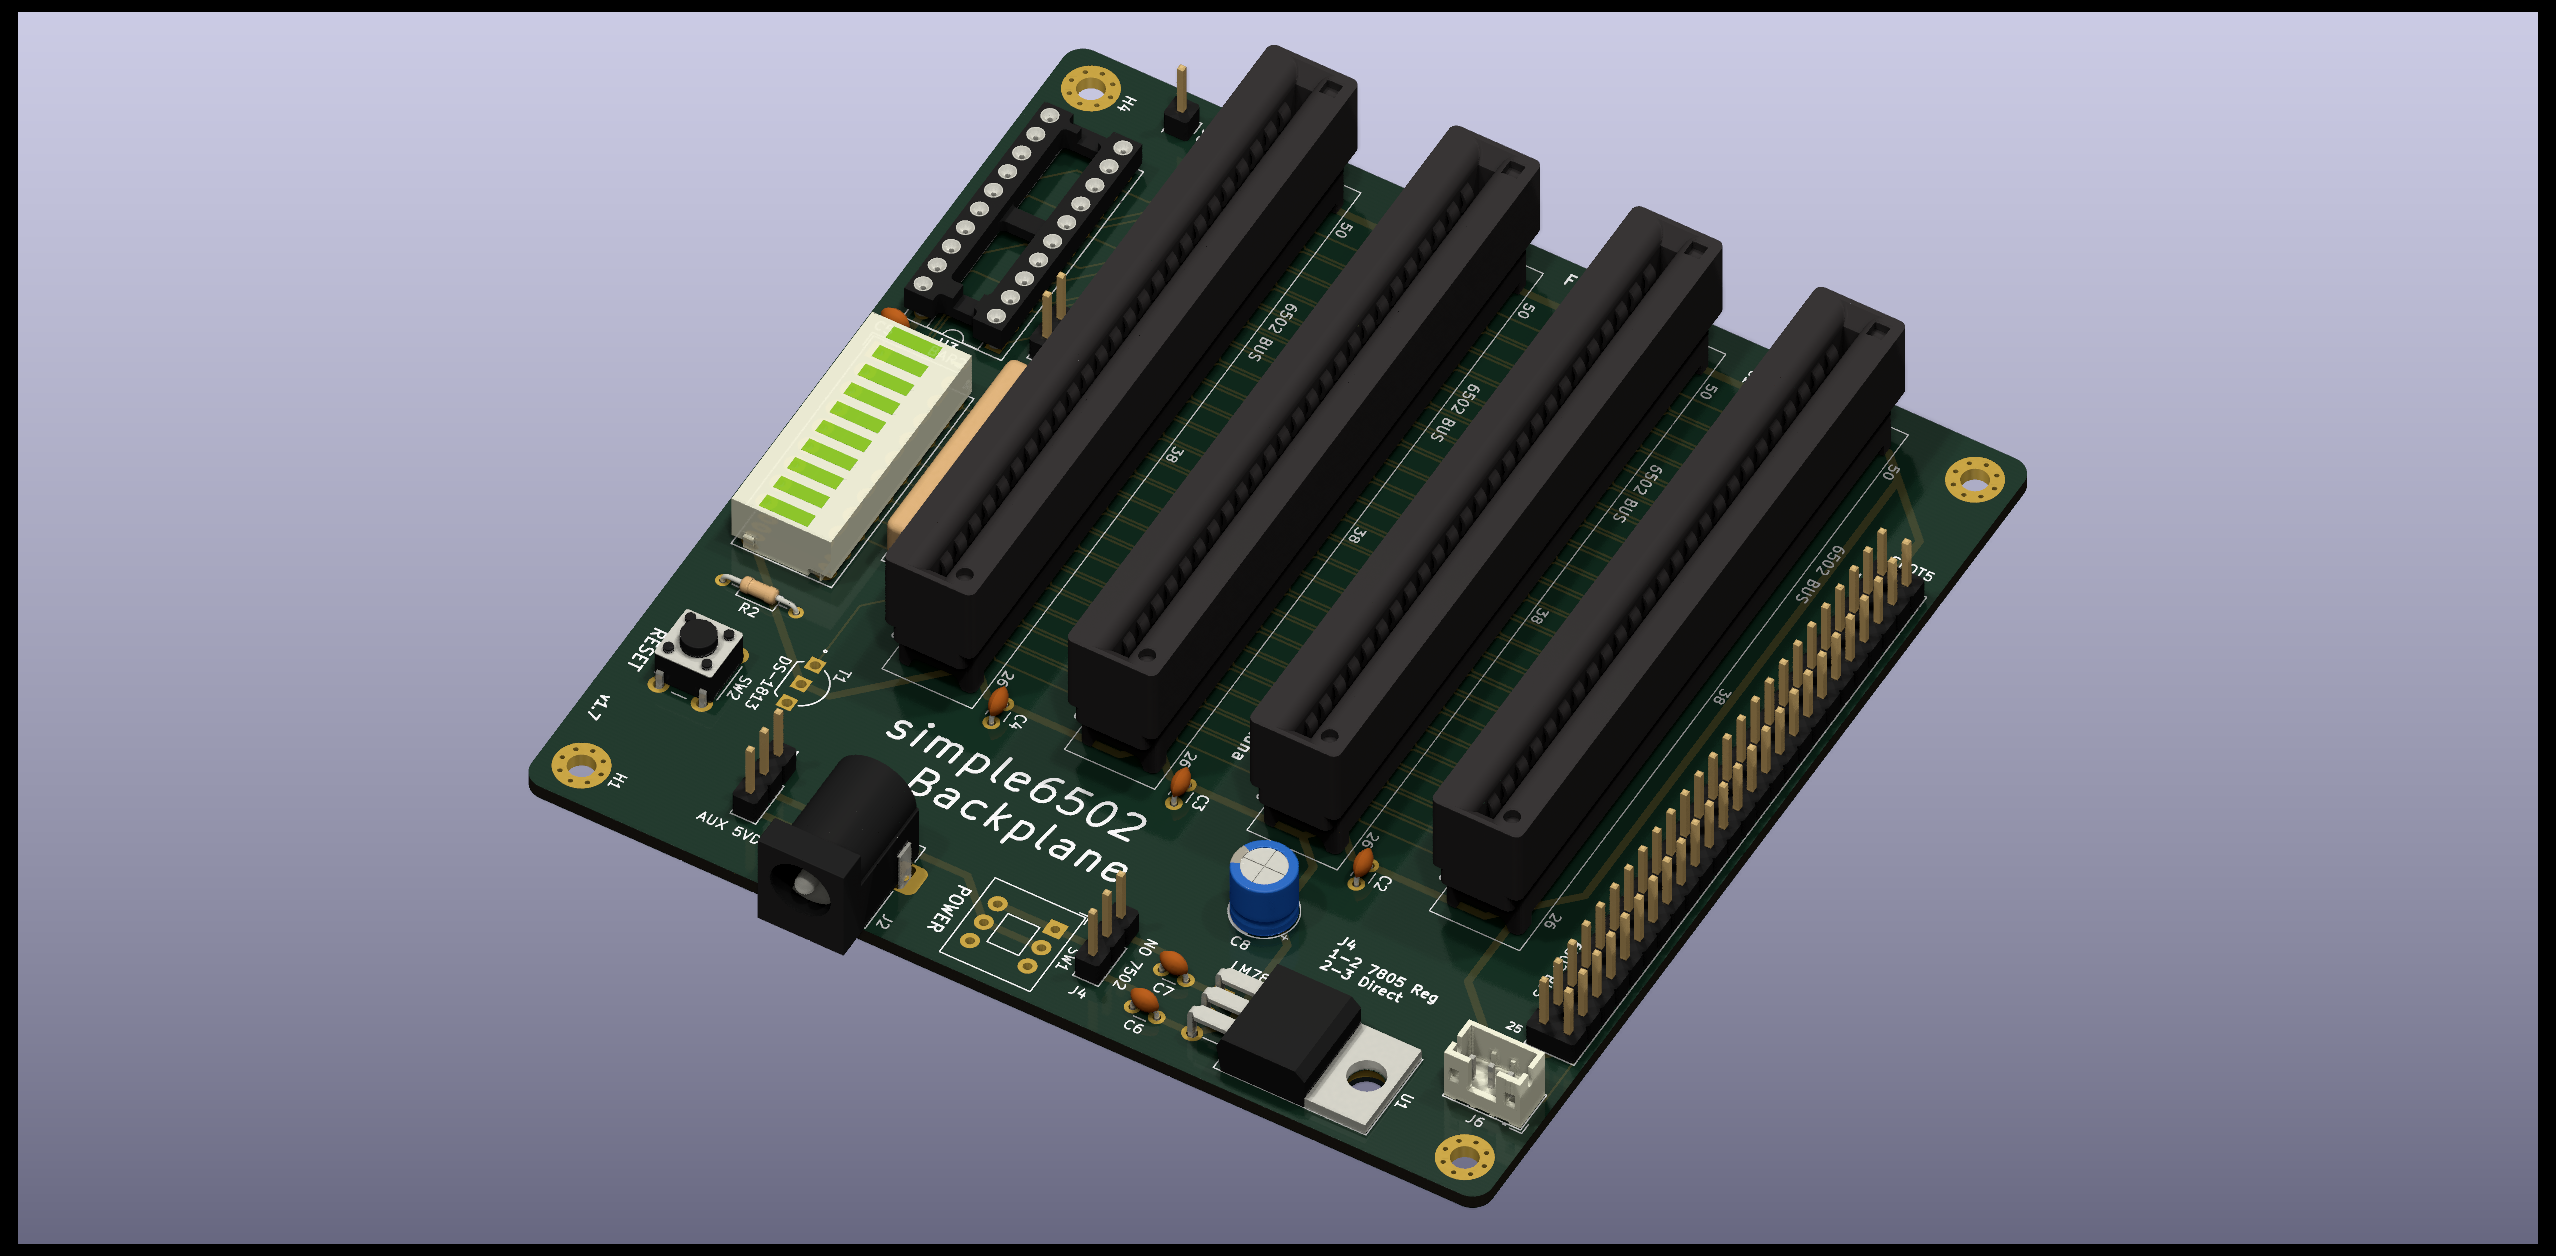 H4
50
6502 BUS
38
26
50
6502 BUS
38
26
50
6502 BUS
38
26
50
6502 BUS
38
26
R2
RESET
SW2
DS-1813
T1
v1.7
H1
AUX 5VD
J2
simple6502
Backplane
C4
C3
C2
C8
POWER
SW1
J4
NO 7502
C7
C6
J4
1-2 7805 Reg
2-3 Direct
U1
25
J6